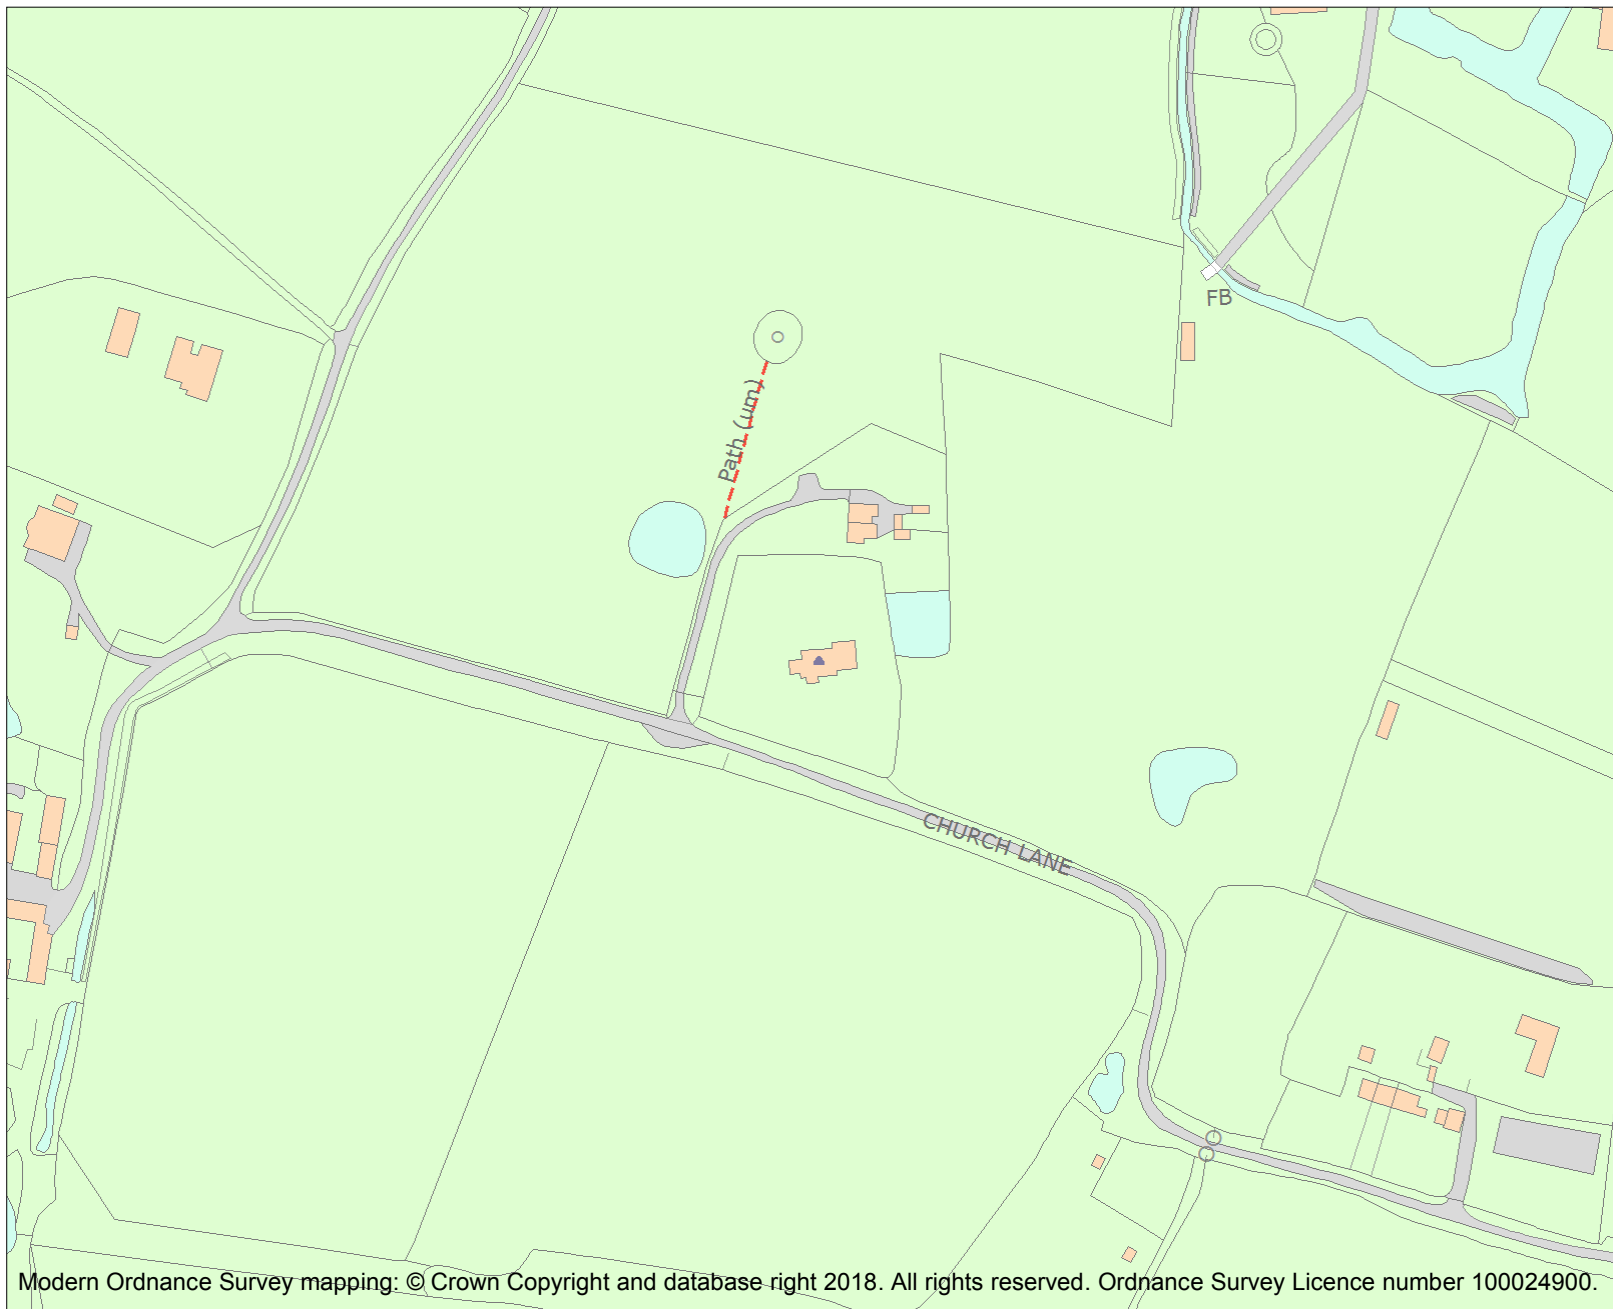 FB
Path (um)
CHURCH LANE
Modern Ordnance Survey mapping: © Crown Copyright and database right 2018. All rights reserved. Ordnance Survey Licence number 100024900.